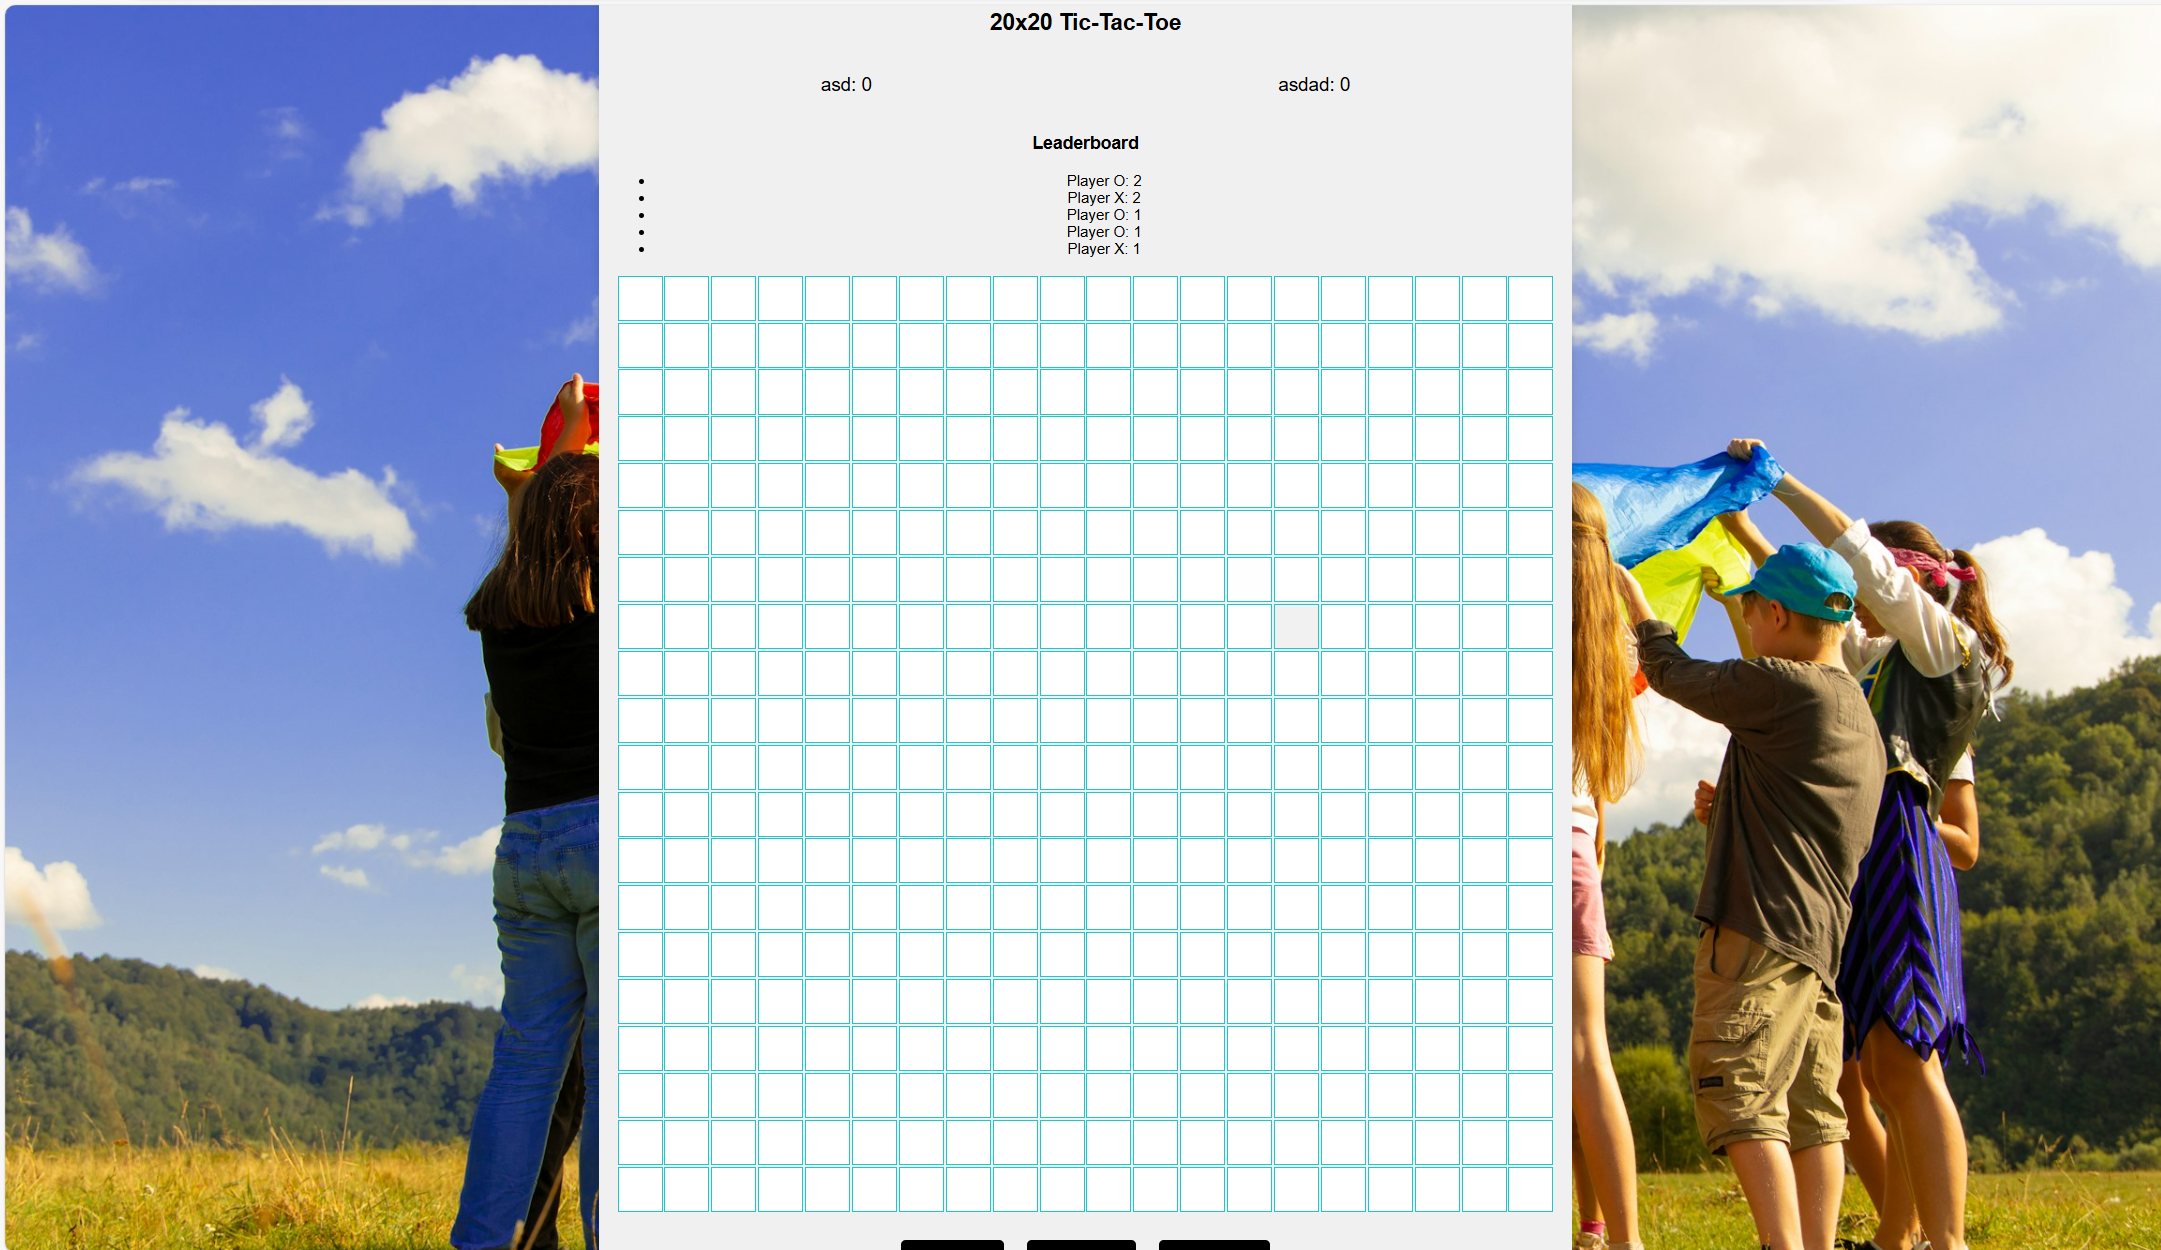 20x20 Tic-Tac-Toe
asd: 0
asdad: 0
Leaderboard
Player O: 2
Player X: 2
Player O: 1
Player O: 1
Player X: 1